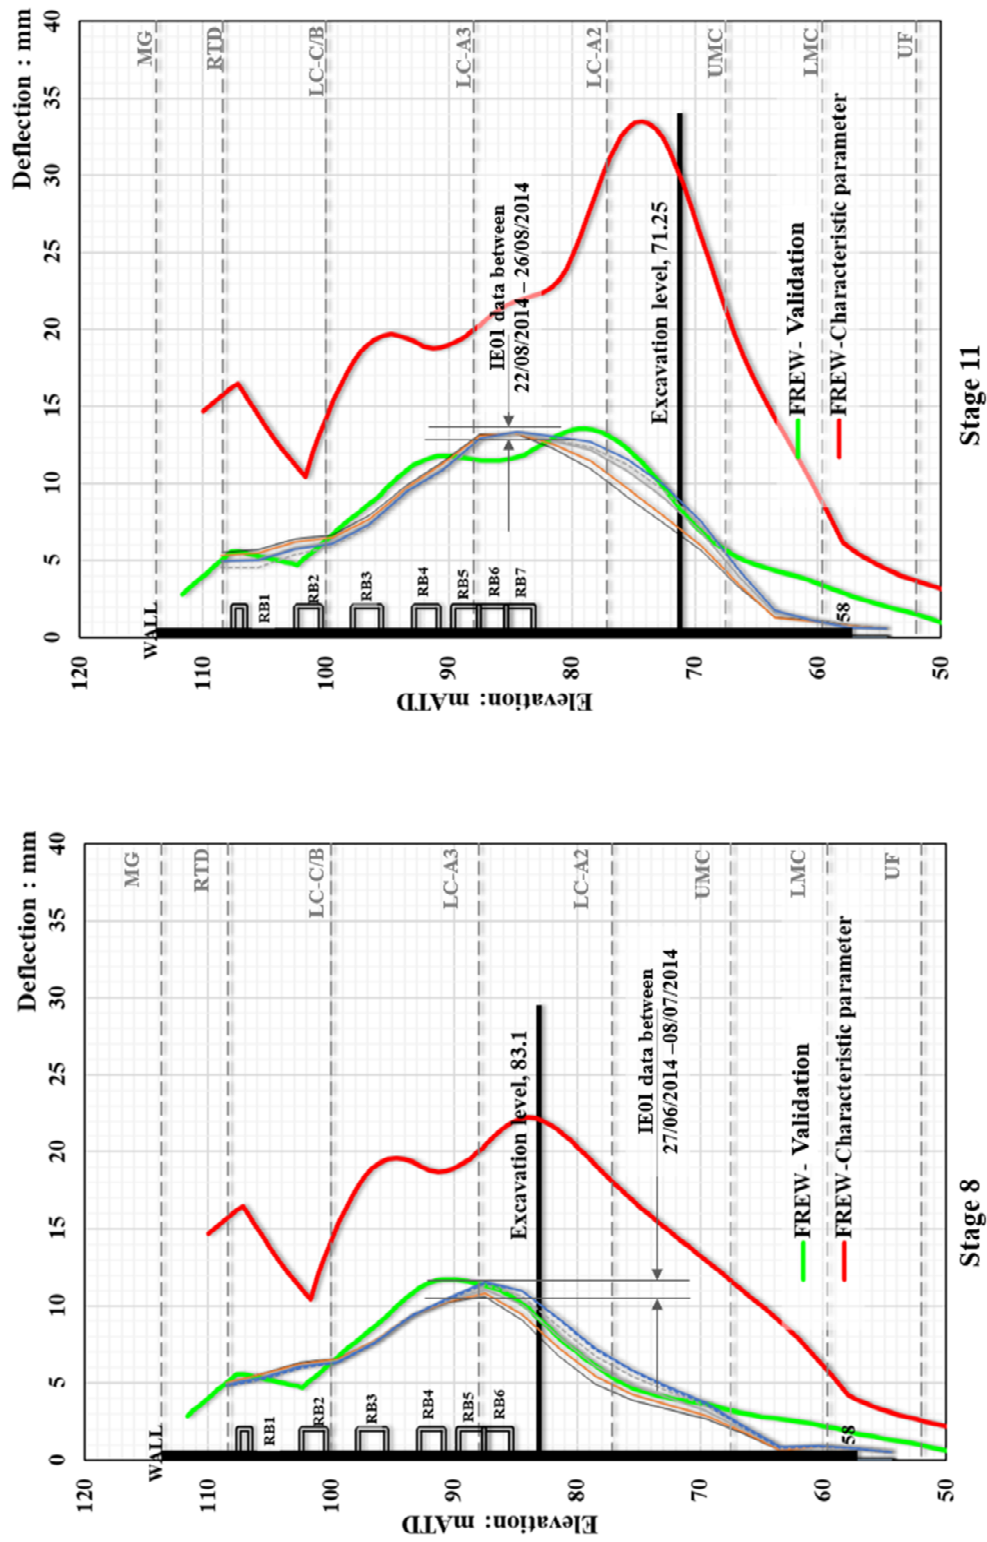 Deflection : mm
0
5
10
15
20
25
30
35
40
120
110
100
90
80
70
60
50
Elevation: mATD
WALL
MG
RTD
LC-C/B
LC-A3
LC-A2
UMC
LMC
UF
RB1
RB2
RB3
RB4
RB5
RB6
Excavation level, 83.1
IE01 data between
27/06/2014 –08/07/2014
58
FREW- Validation
FREW-Characteristic parameter
Stage 8
Deflection : mm
0
5
10
15
20
25
30
35
40
120
110
100
90
80
70
60
50
Elevation: mATD
WALL
MG
RTD
LC-C/B
LC-A3
LC-A2
UMC
LMC
UF
RB1
RB2
RB3
RB4
RB5
RB6
RB7
IE01 data between
22/08/2014 – 26/08/2014
Excavation level, 71.25
58
FREW- Validation
FREW-Characteristic parameter
Stage 11